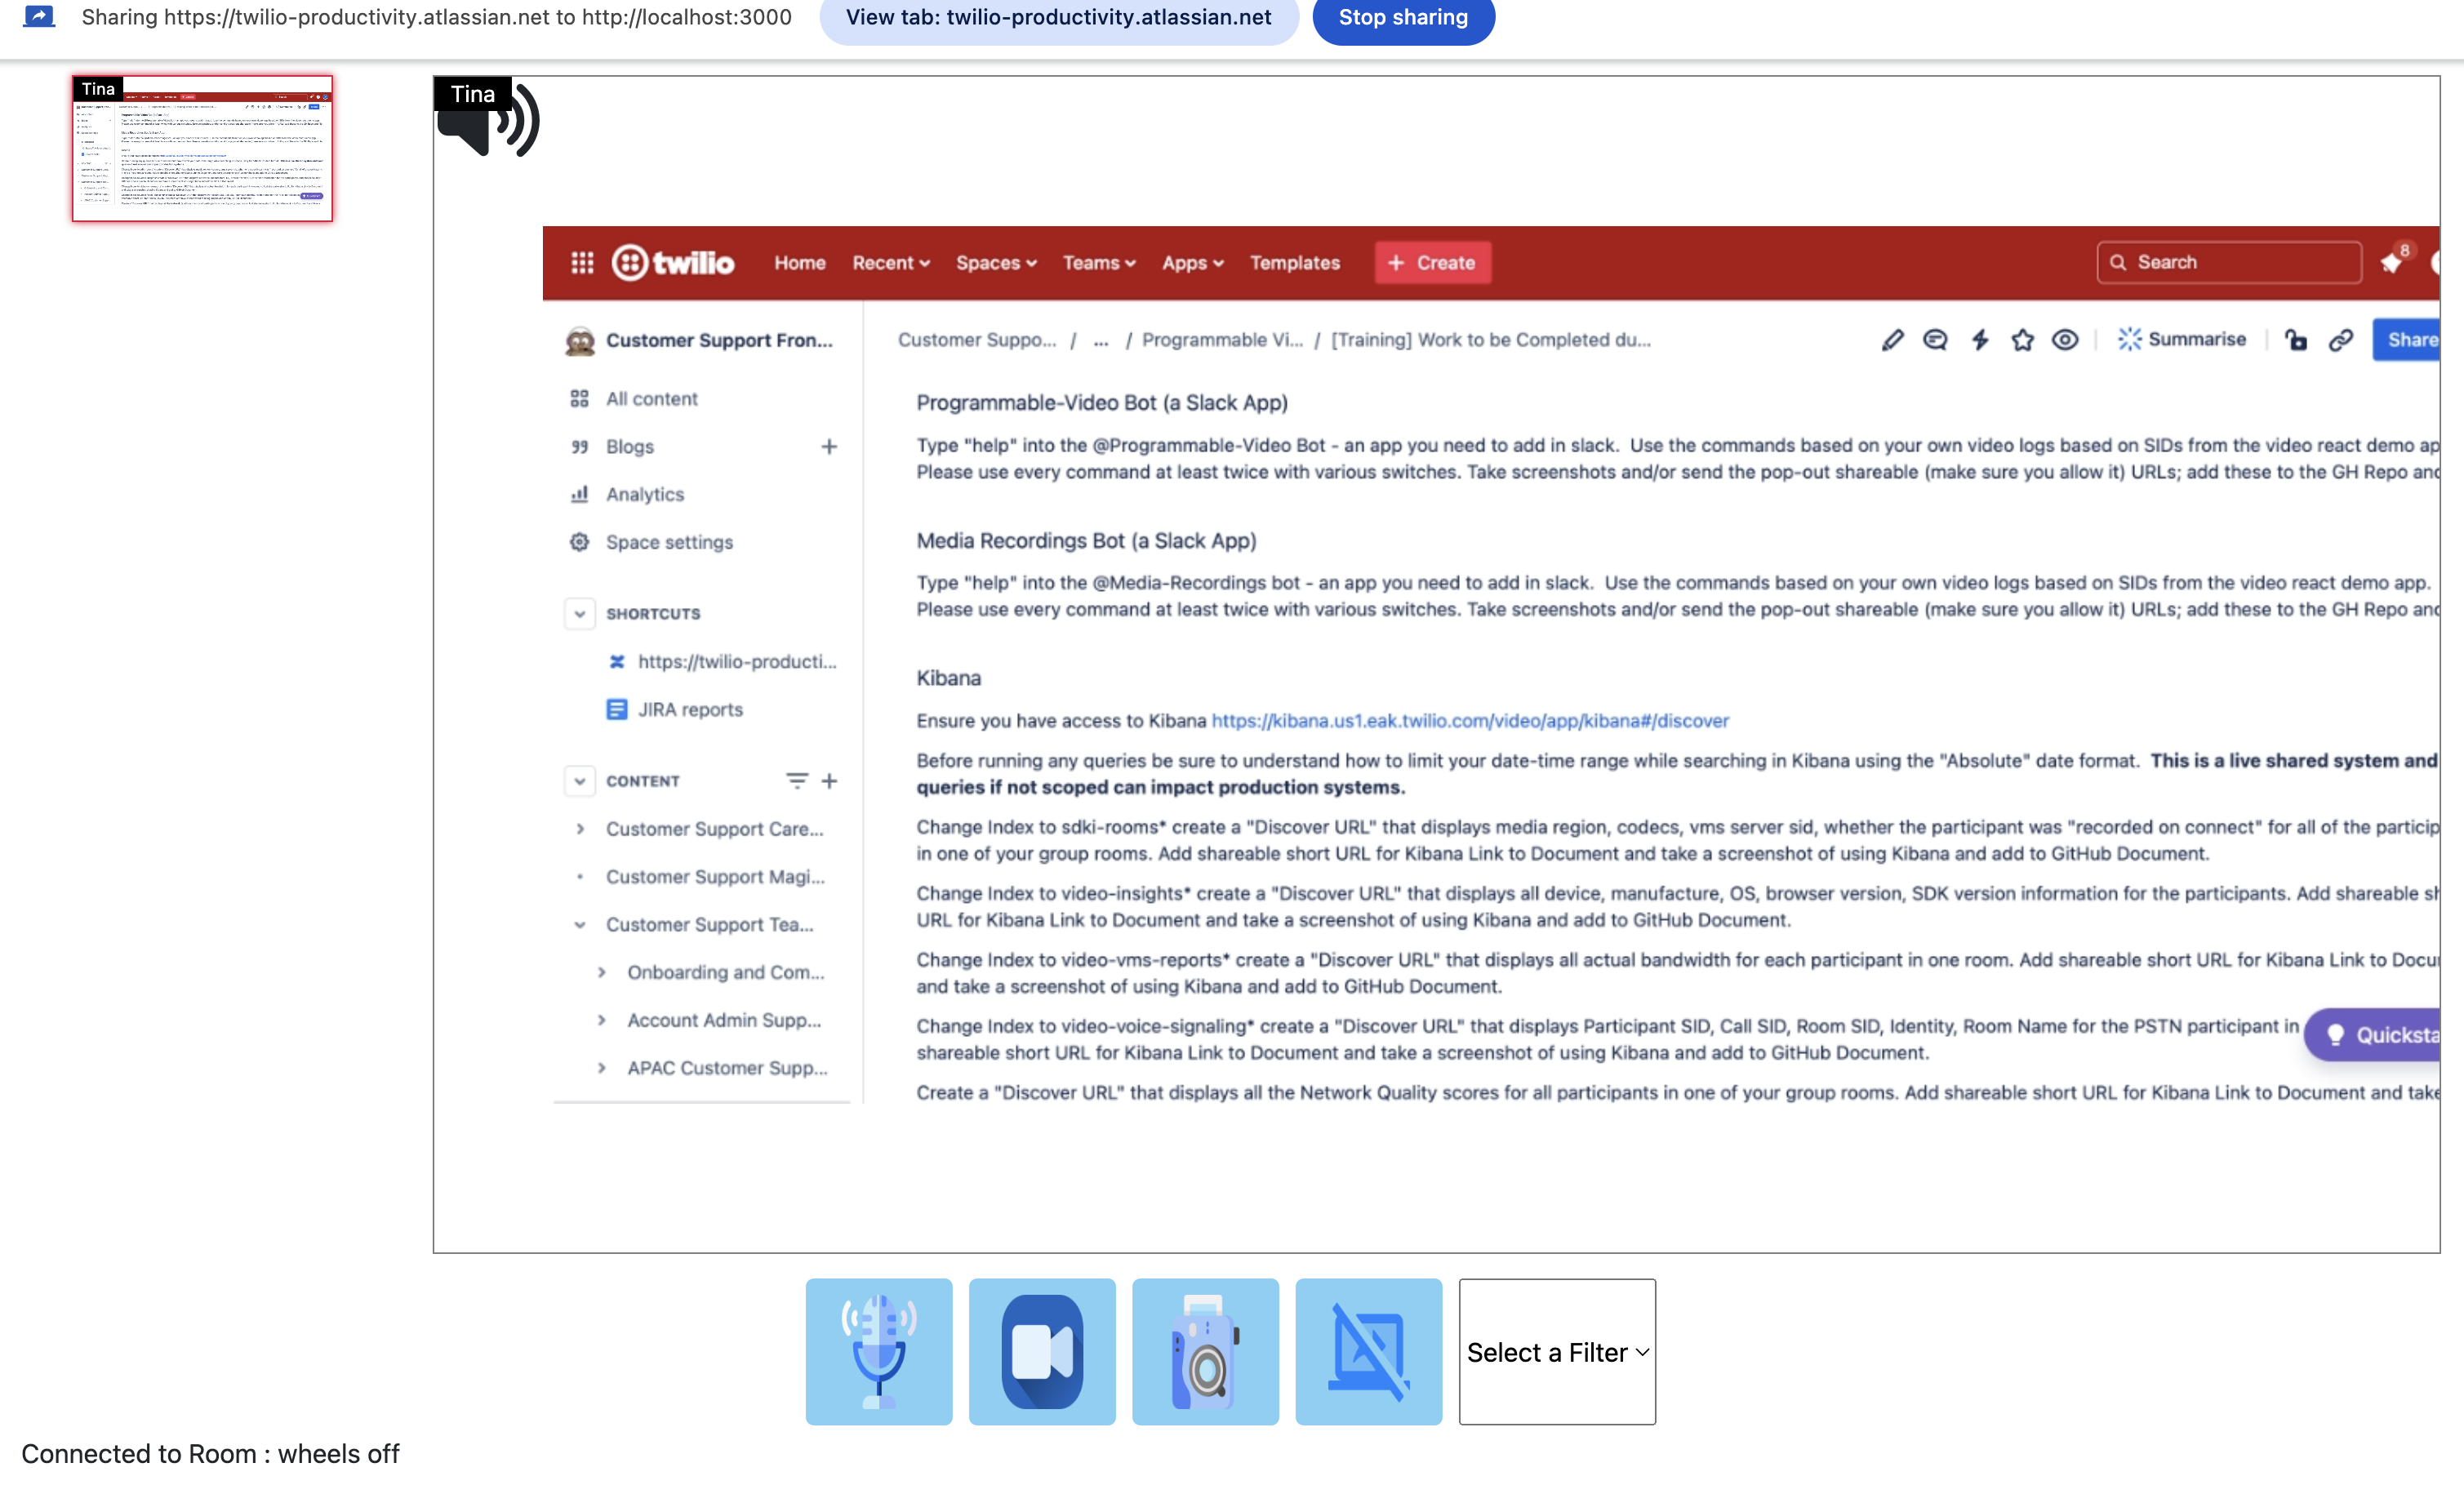 Sharing https://twilio-productivity.atlassian.net to http://localhost:3000
View tab: twilio-productivity.atlassian.net
Stop sharing
Tina
Tina
twilio
Home
Recent
Spaces
Teams
Apps
Templates
+ Create
Search
8
Customer Support Fron...
All content
Blogs
Analytics
Space settings
SHORTCUTS
https://twilio-producti...
JIRA reports
CONTENT
Customer Support Care...
Customer Support Magi...
Customer Support Tea...
Onboarding and Com...
Account Admin Supp...
APAC Customer Supp...
Customer Suppo... / ... / Programmable Vi... / [Training] Work to be Completed du...
Summarise
Share
Programmable-Video Bot (a Slack App)
Type "help" into the @Programmable-Video Bot - an app you need to add in slack. Use the commands based on your own video logs based on SIDs from the video react demo ap
Please use every command at least twice with various switches. Take screenshots and/or send the pop-out shareable (make sure you allow it) URLs; add these to the GH Repo and
Media Recordings Bot (a Slack App)
Type "help" into the @Media-Recordings bot - an app you need to add in slack. Use the commands based on your own video logs based on SIDs from the video react demo app.
Please use every command at least twice with various switches. Take screenshots and/or send the pop-out shareable (make sure you allow it) URLs; add these to the GH Repo and
Kibana
Ensure you have access to Kibana https://kibana.us1.eak.twilio.com/video/app/kibana#/discover
Before running any queries be sure to understand how to limit your date-time range while searching in Kibana using the "Absolute" date format. This is a live shared system and
queries if not scoped can impact production systems.
Change Index to sdki-rooms* create a "Discover URL" that displays media region, codecs, vms server sid, whether the participant was "recorded on connect" for all of the particip
in one of your group rooms. Add shareable short URL for Kibana Link to Document and take a screenshot of using Kibana and add to GitHub Document.
Change Index to video-insights* create a "Discover URL" that displays all device, manufacture, OS, browser version, SDK version information for the participants. Add shareable sh
URL for Kibana Link to Document and take a screenshot of using Kibana and add to GitHub Document.
Change Index to video-vms-reports* create a "Discover URL" that displays all actual bandwidth for each participant in one room. Add shareable short URL for Kibana Link to Docu
and take a screenshot of using Kibana and add to GitHub Document.
Change Index to video-voice-signaling* create a "Discover URL" that displays Participant SID, Call SID, Room SID, Identity, Room Name for the PSTN participant in
shareable short URL for Kibana Link to Document and take a screenshot of using Kibana and add to GitHub Document.
Create a "Discover URL" that displays all the Network Quality scores for all participants in one of your group rooms. Add shareable short URL for Kibana Link to Document and take
Quicksta
Select a Filter
Connected to Room : wheels off